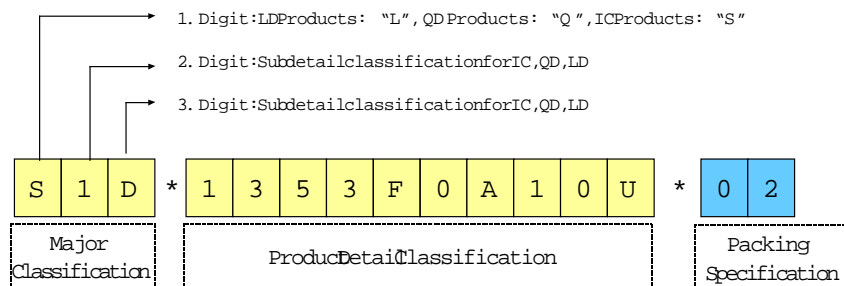 1. Digit:LDProducts: “L”,QD Products: “Q ”,ICProducts: “S”
2. Digit:SubdetailclassificationforIC,QD,LD
3. Digit:SubdetailclassificationforIC,QD,LD
S 1 D * 1 3 5 3 F 0 A 1 0 U * 0 2
Major
Classification
ProducDetailClassification
Packing
Specification